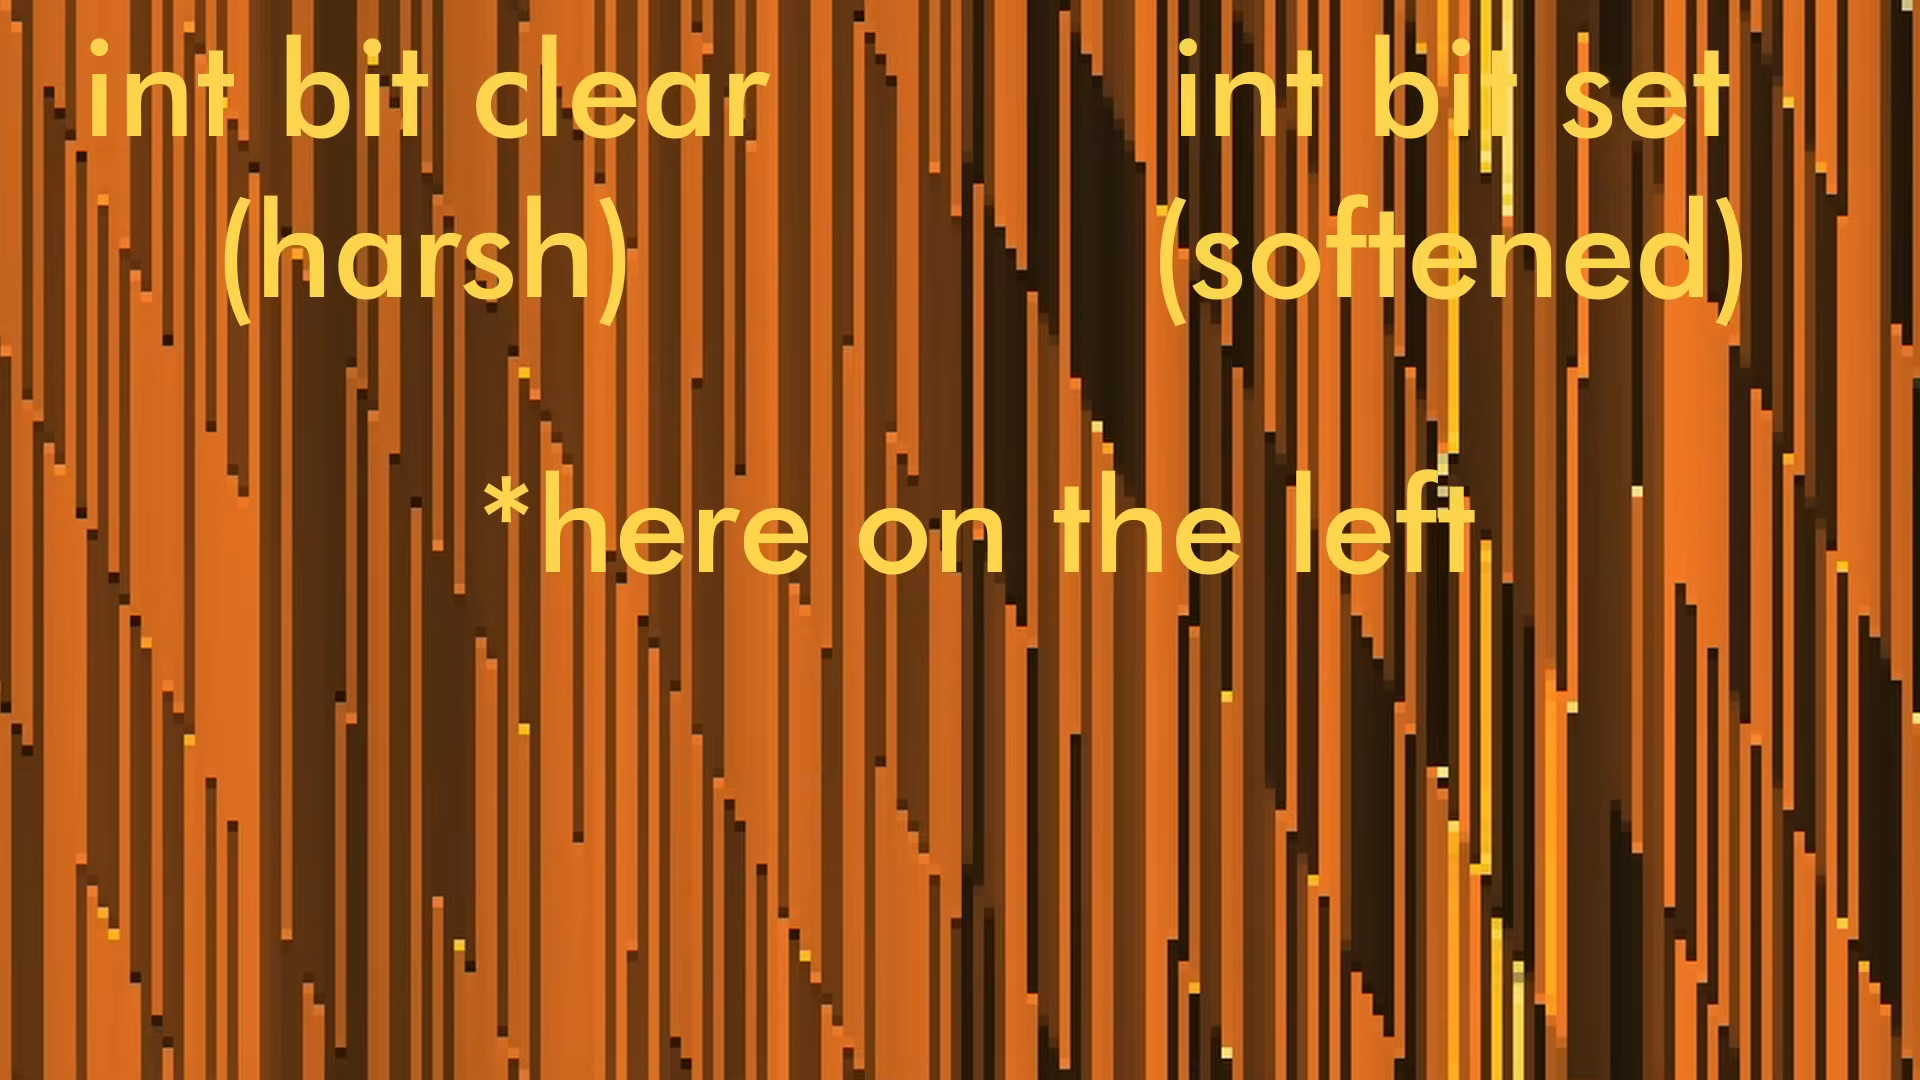 int bit clear
(harsh)
int bit set
(softened)
*here on the left